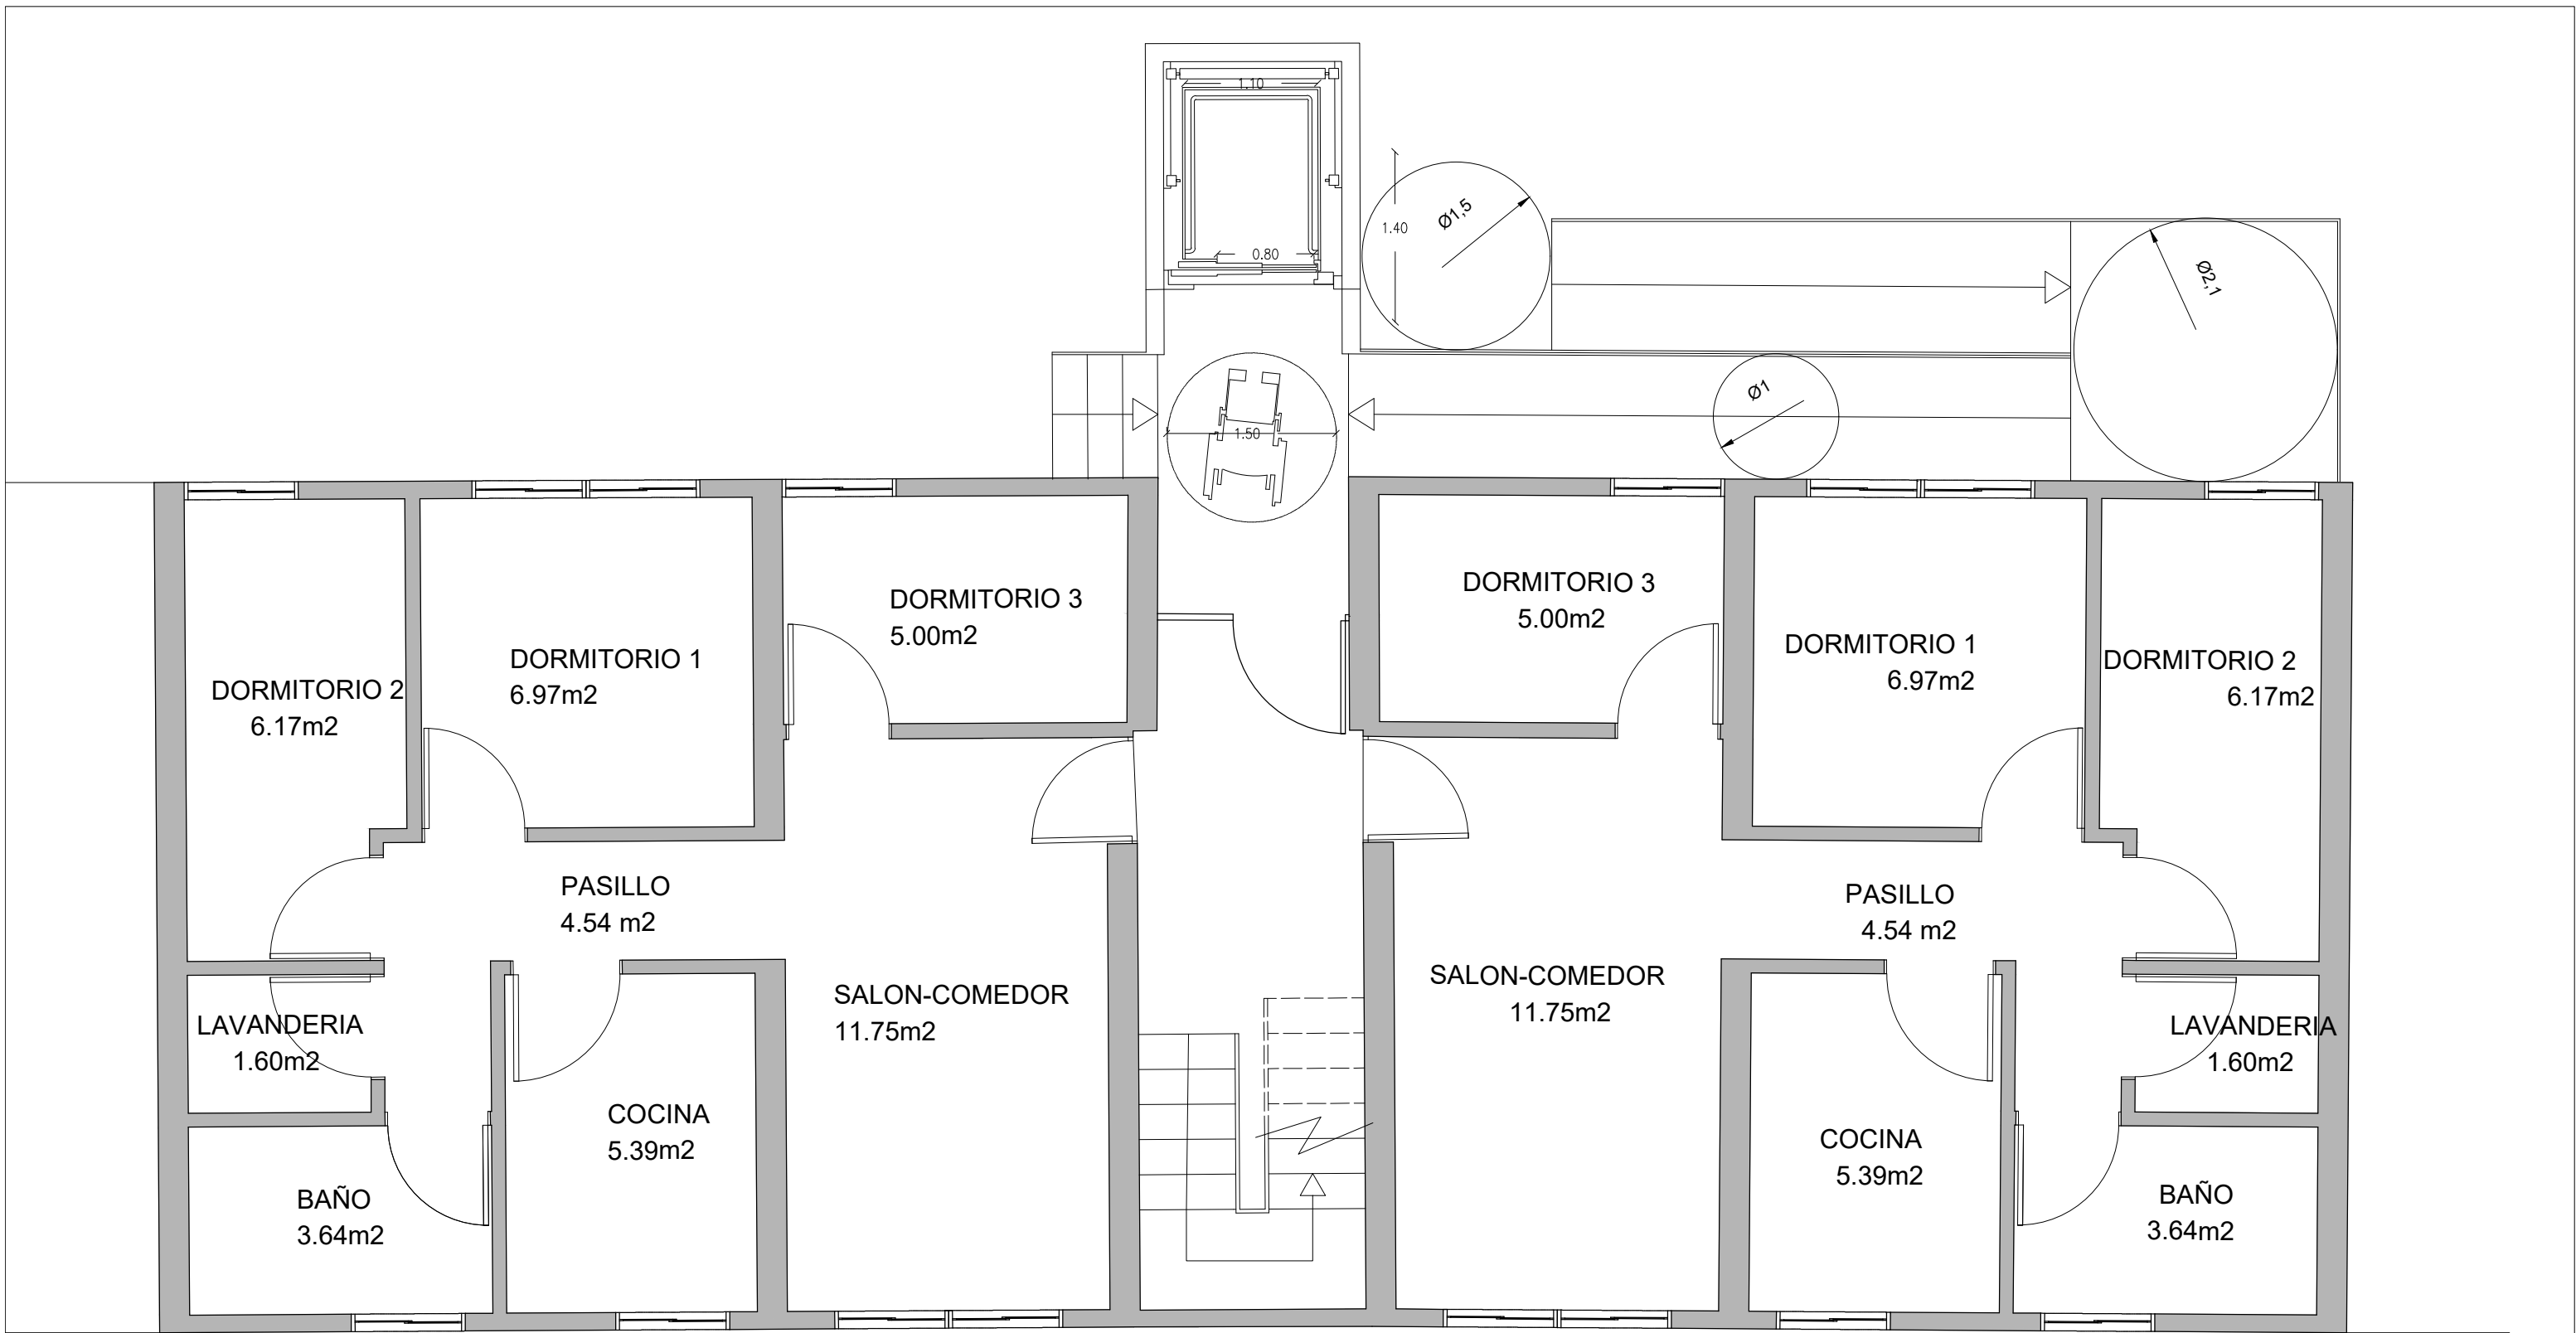 1.10
0.80
1.40
Ø1,5
Ø2,1
Ø1
1.50
DORMITORIO 2
6.17m2
DORMITORIO 1
6.97m2
DORMITORIO 3
5.00m2
DORMITORIO 3
5.00m2
DORMITORIO 1
6.97m2
DORMITORIO 2
6.17m2
PASILLO
4.54 m2
PASILLO
4.54 m2
LAVANDERIA
1.60m2
SALON-COMEDOR
11.75m2
SALON-COMEDOR
11.75m2
LAVANDERIA
1.60m2
COCINA
5.39m2
COCINA
5.39m2
BAÑO
3.64m2
BAÑO
3.64m2